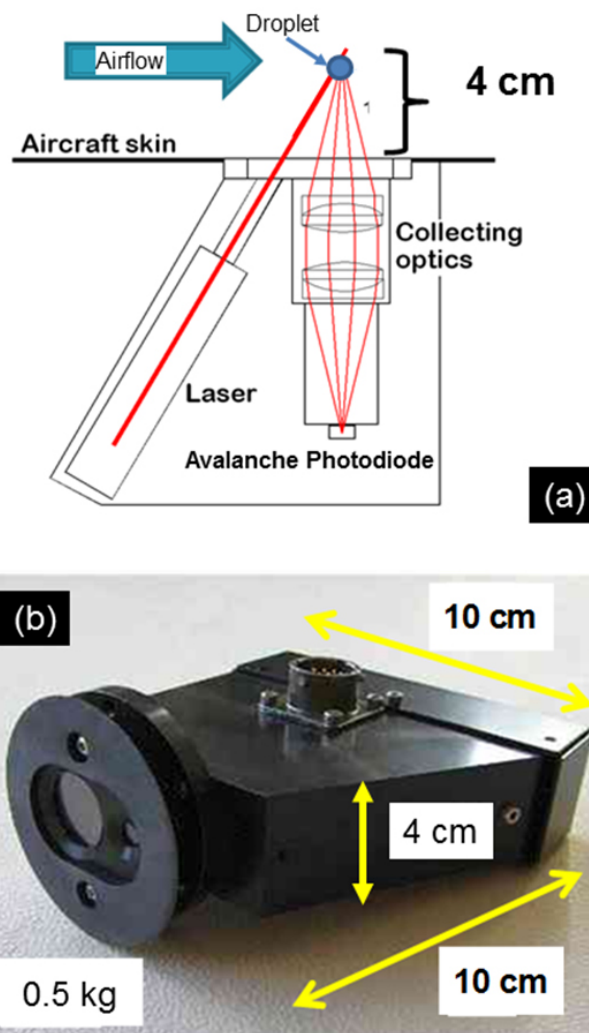 Droplet
Airflow
4 cm
Aircraft skin
Collecting
optics
Laser
Avalanche Photodiode
(a)
(b)
10 cm
4 cm
10 cm
0.5 kg